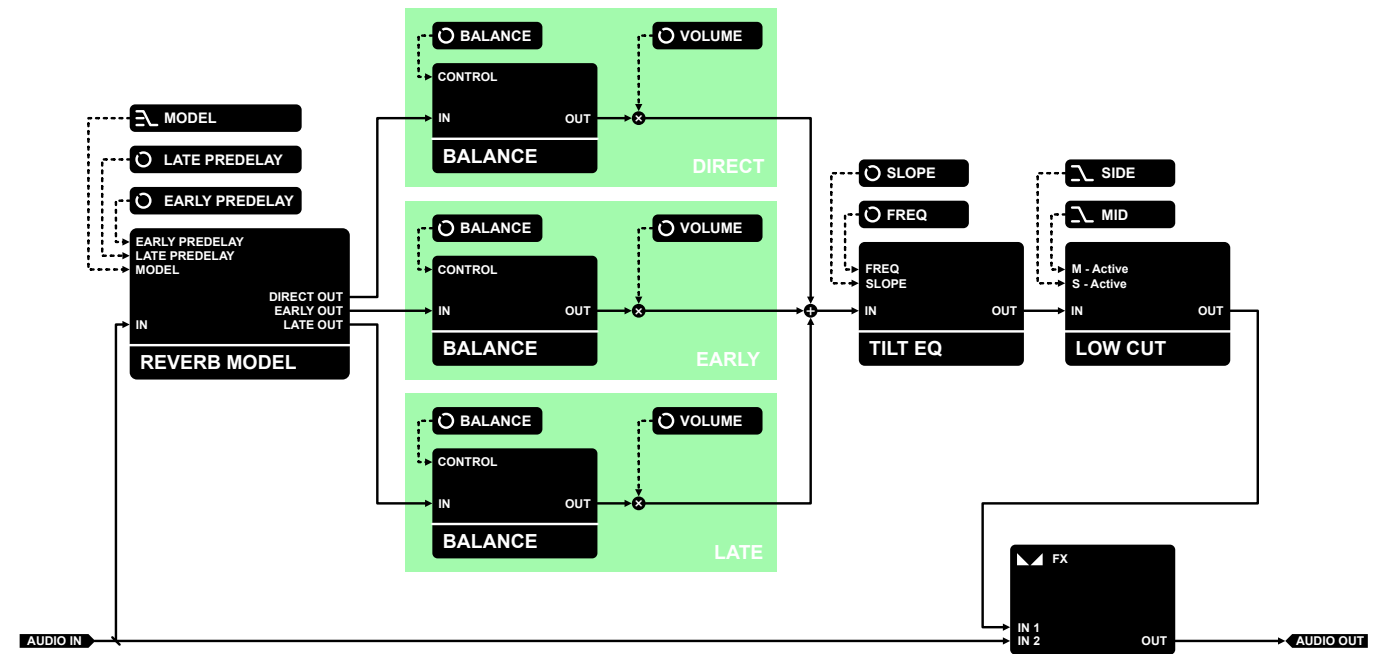 BALANCE
VOLUME
CONTROL
IN
OUT
BALANCE
DIRECT
MODEL
LATE PREDELAY
EARLY PREDELAY
EARLY PREDELAY
LATE PREDELAY
MODEL
DIRECT OUT
EARLY OUT
LATE OUT
IN
REVERB MODEL
BALANCE
VOLUME
CONTROL
IN
OUT
BALANCE
EARLY
BALANCE
VOLUME
CONTROL
IN
OUT
BALANCE
LATE
SLOPE
FREQ
FREQ
SLOPE
IN
OUT
TILT EQ
SIDE
MID
M - Active
S - Active
IN
OUT
LOW CUT
FX
IN 1
IN 2
OUT
AUDIO IN
AUDIO OUT